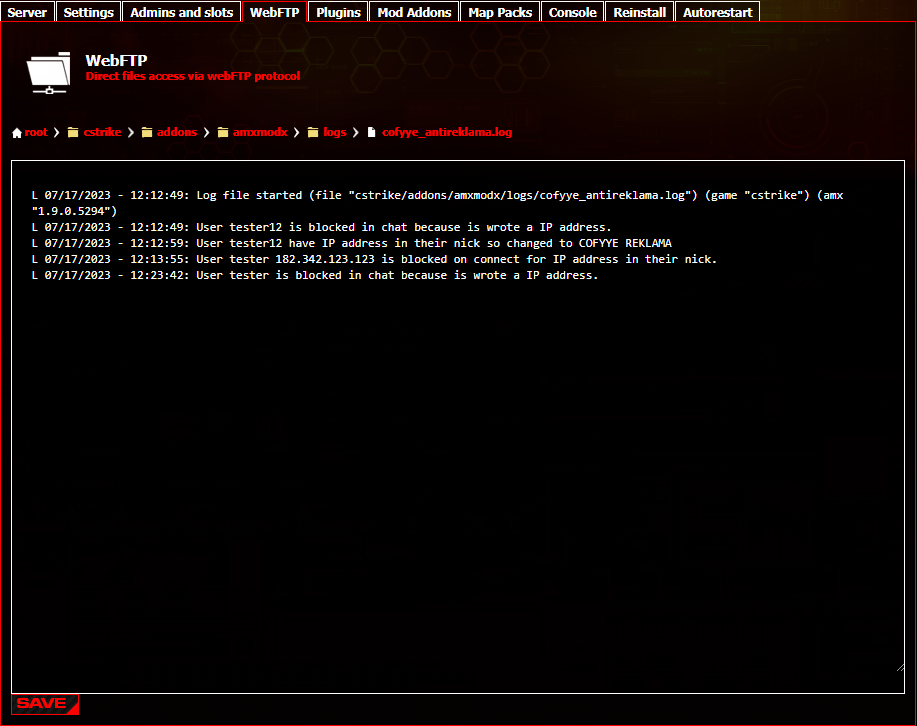 Server Settings Admins and slots WebFTP Plugins Mod Addons Map Packs Console Reinstall Autorestart
WebFTP
Direct files access via webFTP protocol
root cstrike addons amxmodx logs cofyye_antireklama.log
L 07/17/2023 - 12:12:49: Log file started (file "cstrike/addons/amxmodx/logs/cofyye_antireklama.log") (game "cstrike") (amx
"1.9.0.5294")
L 07/17/2023 - 12:12:49: User tester12 is blocked in chat because is wrote a IP address.
L 07/17/2023 - 12:12:59: User tester12 have IP address in their nick so changed to COFYYE REKLAMA
L 07/17/2023 - 12:13:55: User tester 182.342.123.123 is blocked on connect for IP address in their nick.
L 07/17/2023 - 12:23:42: User tester is blocked in chat because is wrote a IP address.
SAVE